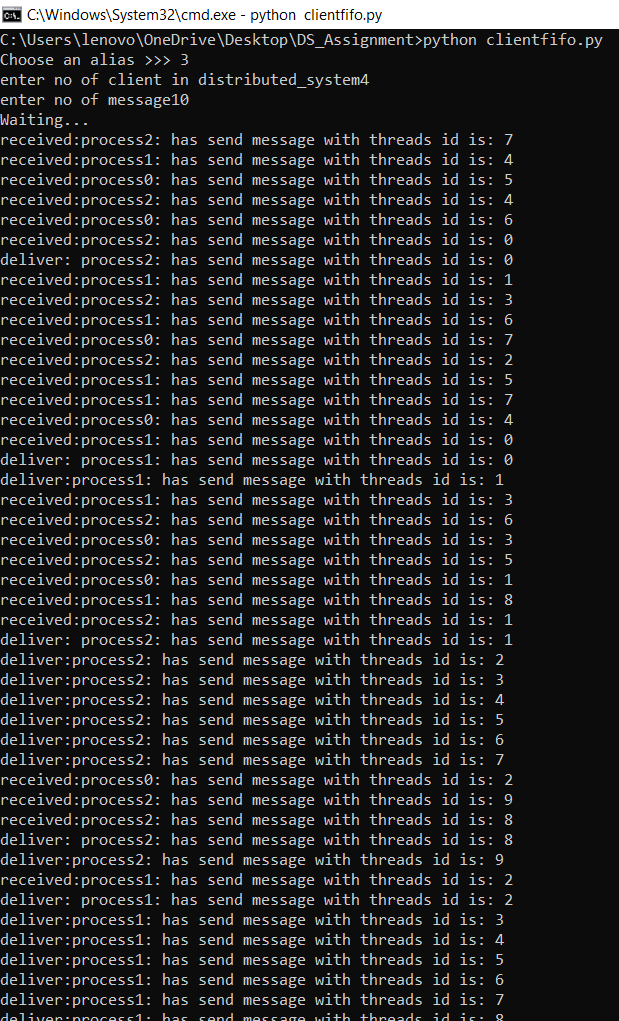 C:\Windows\System32\cmd.exe - python  clientfifo.py
C:\Users\lenovo\OneDrive\Desktop\DS_Assignment>python clientfifo.py
Choose an alias >>> 3
enter no of client in distributed_system4
enter no of message10
Waiting...
received:process2: has send message with threads id is: 7
received:process1: has send message with threads id is: 4
received:process0: has send message with threads id is: 5
received:process2: has send message with threads id is: 4
received:process0: has send message with threads id is: 6
received:process2: has send message with threads id is: 0
deliver: process2: has send message with threads id is: 0
received:process1: has send message with threads id is: 1
received:process2: has send message with threads id is: 3
received:process1: has send message with threads id is: 6
received:process0: has send message with threads id is: 7
received:process2: has send message with threads id is: 2
received:process1: has send message with threads id is: 5
received:process1: has send message with threads id is: 7
received:process0: has send message with threads id is: 4
received:process1: has send message with threads id is: 0
deliver: process1: has send message with threads id is: 0
deliver:process1: has send message with threads id is: 1
received:process1: has send message with threads id is: 3
received:process2: has send message with threads id is: 6
received:process0: has send message with threads id is: 3
received:process2: has send message with threads id is: 5
received:process0: has send message with threads id is: 1
received:process1: has send message with threads id is: 8
received:process2: has send message with threads id is: 1
deliver: process2: has send message with threads id is: 1
deliver:process2: has send message with threads id is: 2
deliver:process2: has send message with threads id is: 3
deliver:process2: has send message with threads id is: 4
deliver:process2: has send message with threads id is: 5
deliver:process2: has send message with threads id is: 6
deliver:process2: has send message with threads id is: 7
received:process0: has send message with threads id is: 2
received:process2: has send message with threads id is: 9
received:process2: has send message with threads id is: 8
deliver: process2: has send message with threads id is: 8
deliver:process2: has send message with threads id is: 9
received:process1: has send message with threads id is: 2
deliver: process1: has send message with threads id is: 2
deliver:process1: has send message with threads id is: 3
deliver:process1: has send message with threads id is: 4
deliver:process1: has send message with threads id is: 5
deliver:process1: has send message with threads id is: 6
deliver:process1: has send message with threads id is: 7
deliver:process1: has send message with threads id is: 8